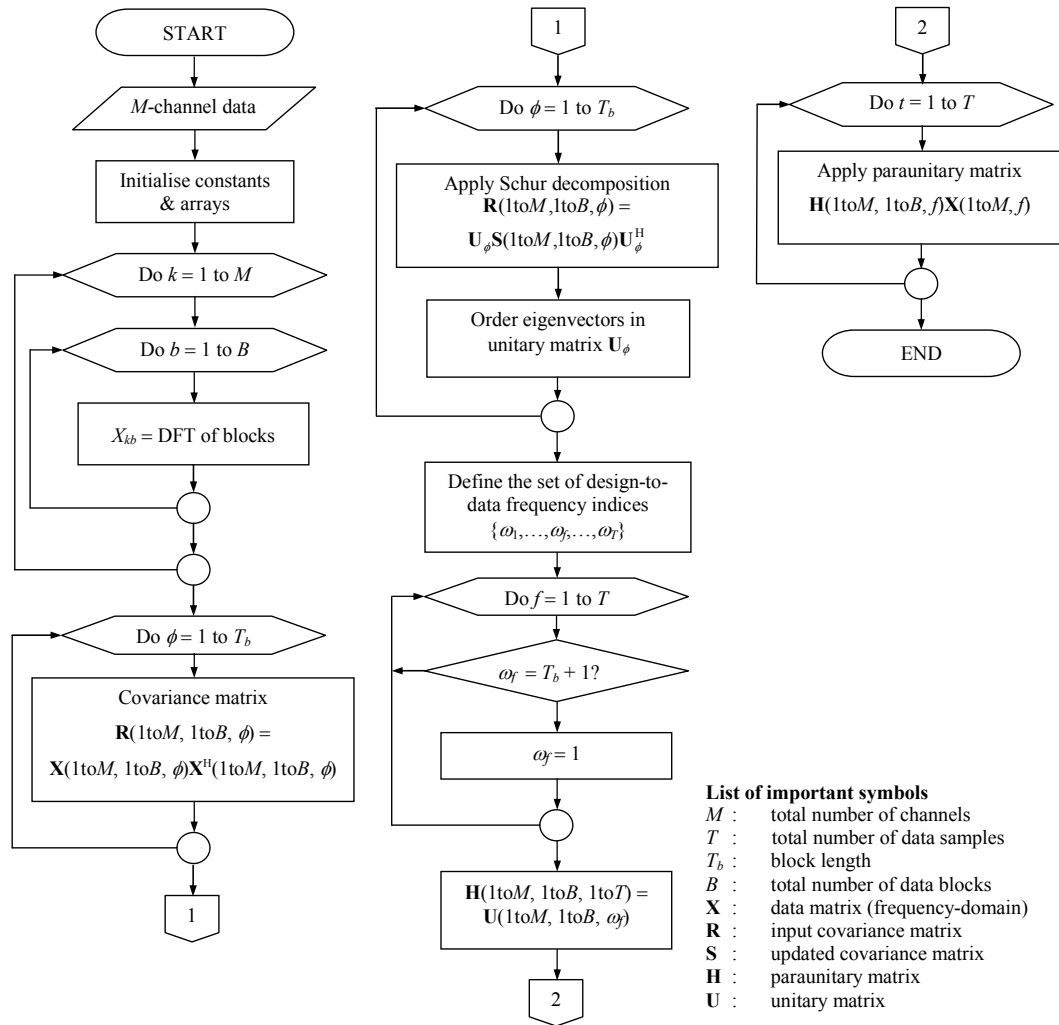 START
M-channel data
Initialise constants
& arrays
Do k = 1 to M
Do b = 1 to B
X_kb = DFT of blocks
Do ϕ = 1 to T_b
Covariance matrix
R(1toM, 1toB, ϕ) =
X(1toM, 1toB, ϕ)X^H(1toM, 1toB, ϕ)
1
1
Do ϕ = 1 to T_b
Apply Schur decomposition
R(1toM,1toB,ϕ) =
U_ϕS(1toM,1toB,ϕ)U_ϕ^H
Order eigenvectors in
unitary matrix U_ϕ
Define the set of design-to-
data frequency indices
{ω_1,…,ω_f,…,ω_T}
Do f = 1 to T
ω_f = T_b + 1?
ω_f = 1
H(1toM, 1toB, 1toT) =
U(1toM, 1toB, ω_f)
2
2
Do t = 1 to T
Apply paraunitary matrix
H(1toM, 1toB, f)X(1toM, f)
END
List of important symbols
M : total number of channels
T : total number of data samples
T_b : block length
B : total number of data blocks
X : data matrix (frequency-domain)
R : input covariance matrix
S : updated covariance matrix
H : paraunitary matrix
U : unitary matrix